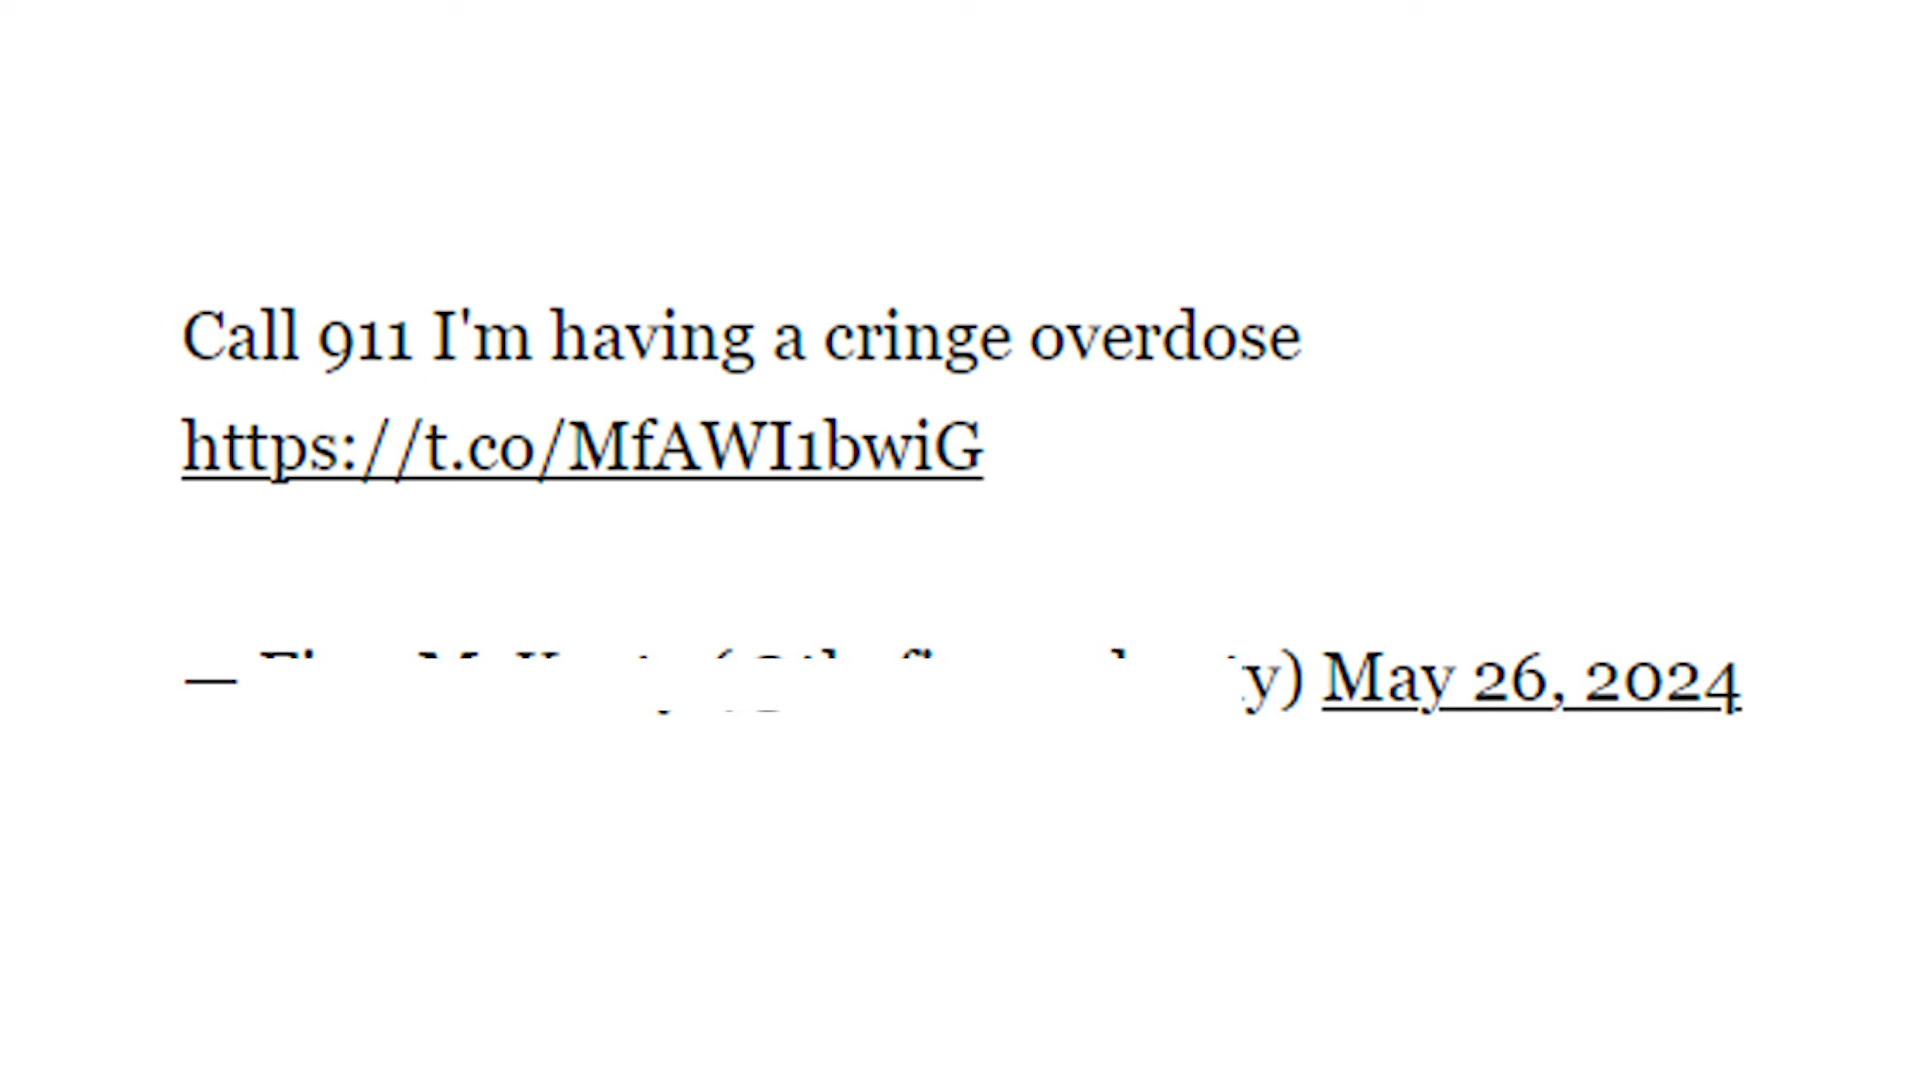 Call 911 I'm having a cringe overdose
https://t.co/MfAWI1bwiG
— May 26, 2024